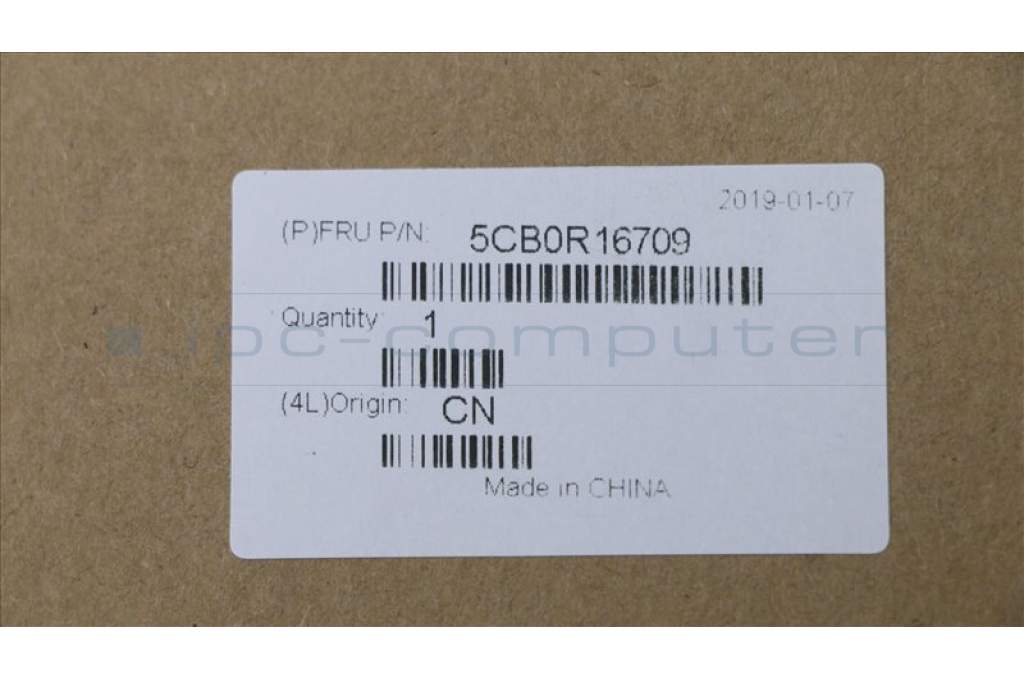 2019-01-07
(P)FRU P/N: 5CB0R16709
Quantity: 1
ipc-computer
(4L)Origin: CN
Made in CHINA